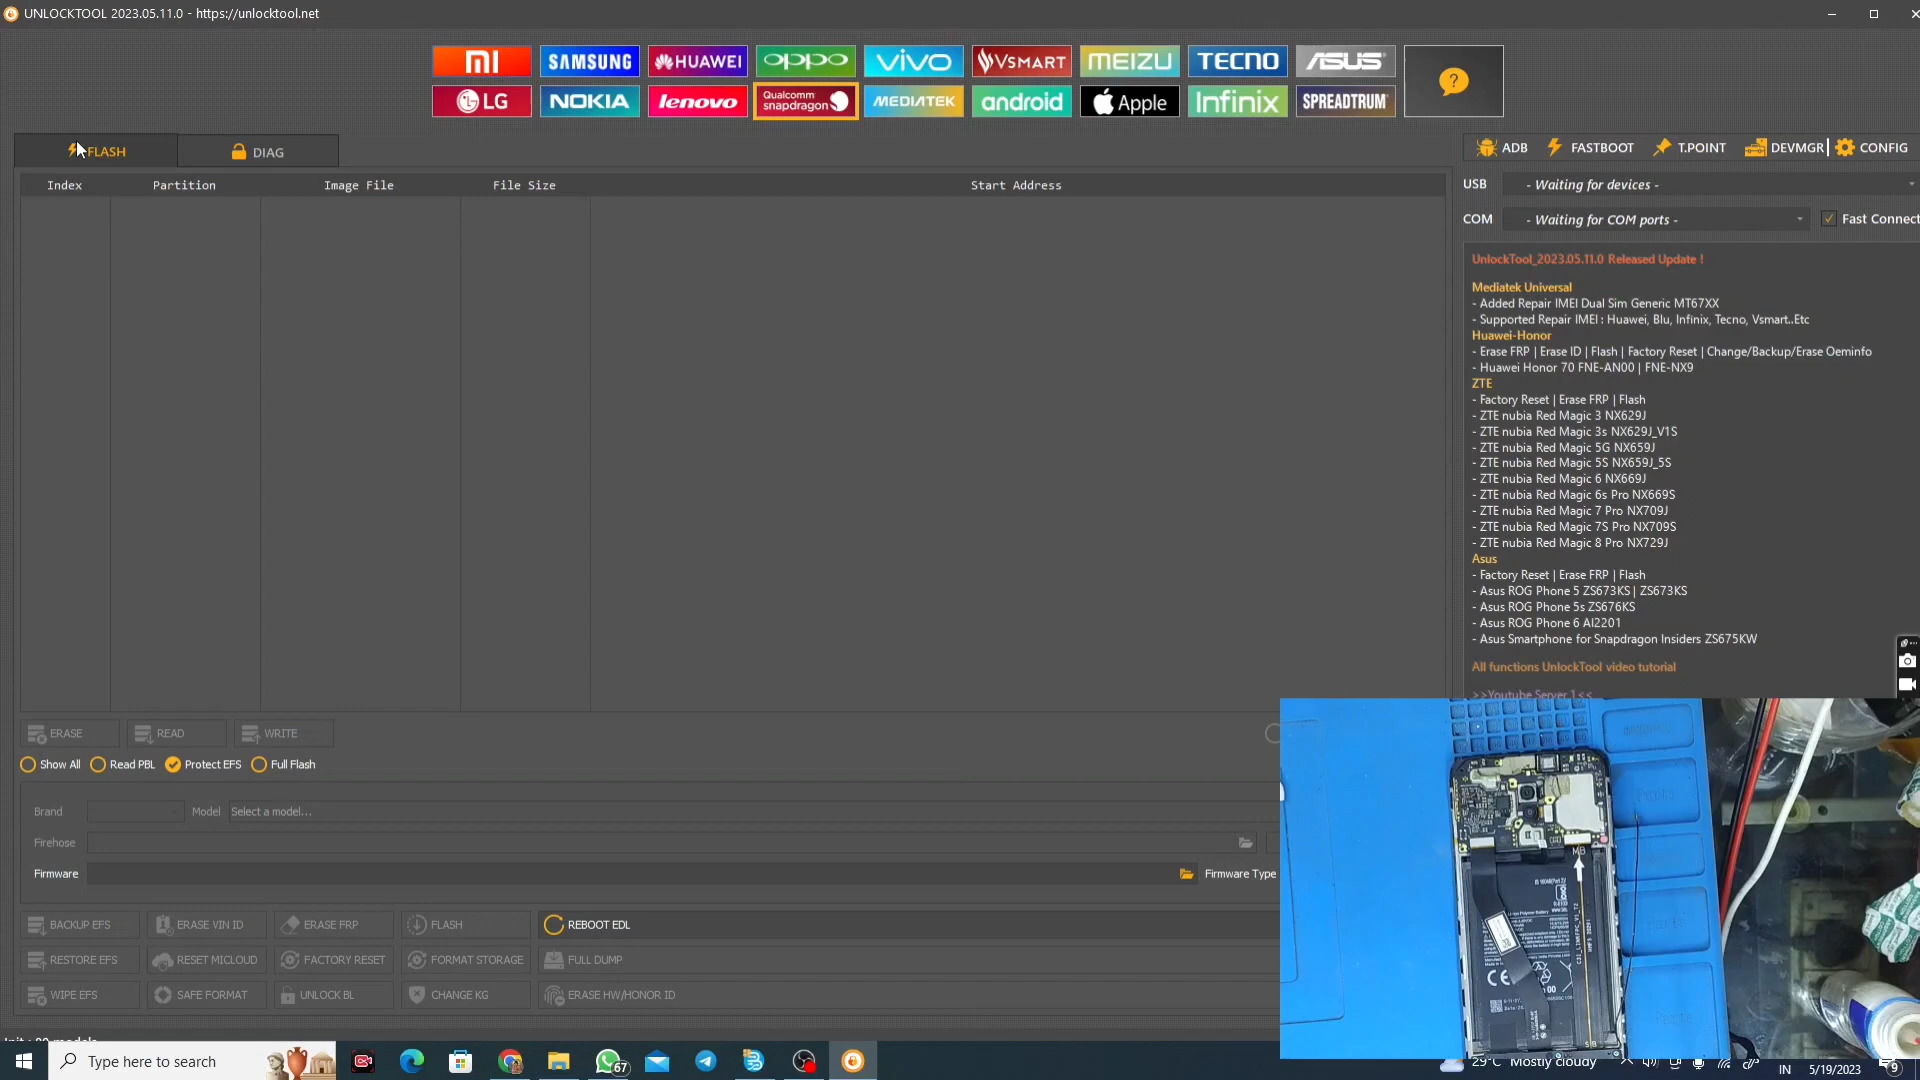 UNLOCKTOOL 2023.05.11.0 - https://unlocktool.net
mi SAMSUNG HUAWEI oppo vivo VSMART MEIZU TECNO ASUS ?
LG NOKIA lenovo Qualcomm snapdragon MEDIATEK android Apple Infinix SPREADTRUM
FLASH DIAG
ADB FASTBOOT T.POINT DEVMGR CONFIG
Index Partition Image File File Size Start Address
USB - Waiting for devices -
COM - Waiting for COM ports - Fast Connect
UnlockTool_2023.05.11.0 Released Update !
Mediatek Universal
- Added Repair IMEI Dual Sim Generic MT67XX
- Supported Repair IMEI : Huawei, Blu, Infinix, Tecno, Vsmart..Etc
Huawei-Honor
- Erase FRP | Erase ID | Flash | Factory Reset | Change/Backup/Erase Oeminfo
- Huawei Honor 70 FNE-AN00 | FNE-NX9
ZTE
- Factory Reset | Erase FRP | Flash
- ZTE nubia Red Magic 3 NX629J
- ZTE nubia Red Magic 3s NX629J_V1S
- ZTE nubia Red Magic 5G NX659J
- ZTE nubia Red Magic 5S NX659J_5S
- ZTE nubia Red Magic 6 NX669J
- ZTE nubia Red Magic 6s Pro NX669S
- ZTE nubia Red Magic 7 Pro NX709J
- ZTE nubia Red Magic 7S Pro NX709S
- ZTE nubia Red Magic 8 Pro NX729J
Asus
- Factory Reset | Erase FRP | Flash
- Asus ROG Phone 5 ZS673KS | ZS673KS
- Asus ROG Phone 5s ZS676KS
- Asus ROG Phone 6 AI2201
- Asus Smartphone for Snapdragon Insiders ZS675KW
All functions UnlockTool video tutorial
>>Youtube Server 1<<
ERASE READ WRITE
Show All Read PBL Protect EFS Full Flash
Brand Model Select a model...
Firehose
Firmware Firmware Type
BACKUP EFS ERASE VIN ID ERASE FRP FLASH REBOOT EDL
RESTORE EFS RESET MICLOUD FACTORY RESET FORMAT STORAGE FULL DUMP
WIPE EFS SAFE FORMAT UNLOCK BL CHANGE KG ERASE HW/HONOR ID
MB
CE
Type here to search
67
29°C Mostly cloudy
IN 5/19/2023 9